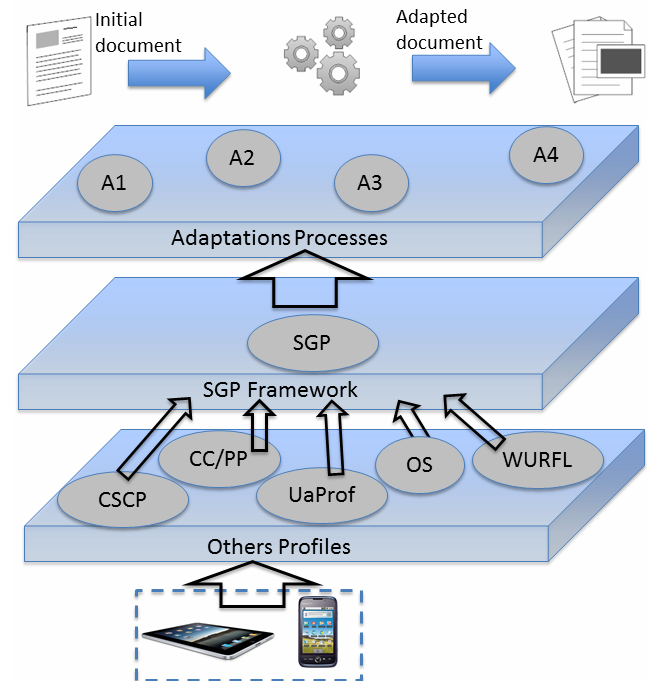 Initial
document
Adapted
document
A1
A2
A3
A4
Adaptations Processes
SGP
SGP Framework
CSCP
CC/PP
UaProf
OS
WURFL
Others Profiles